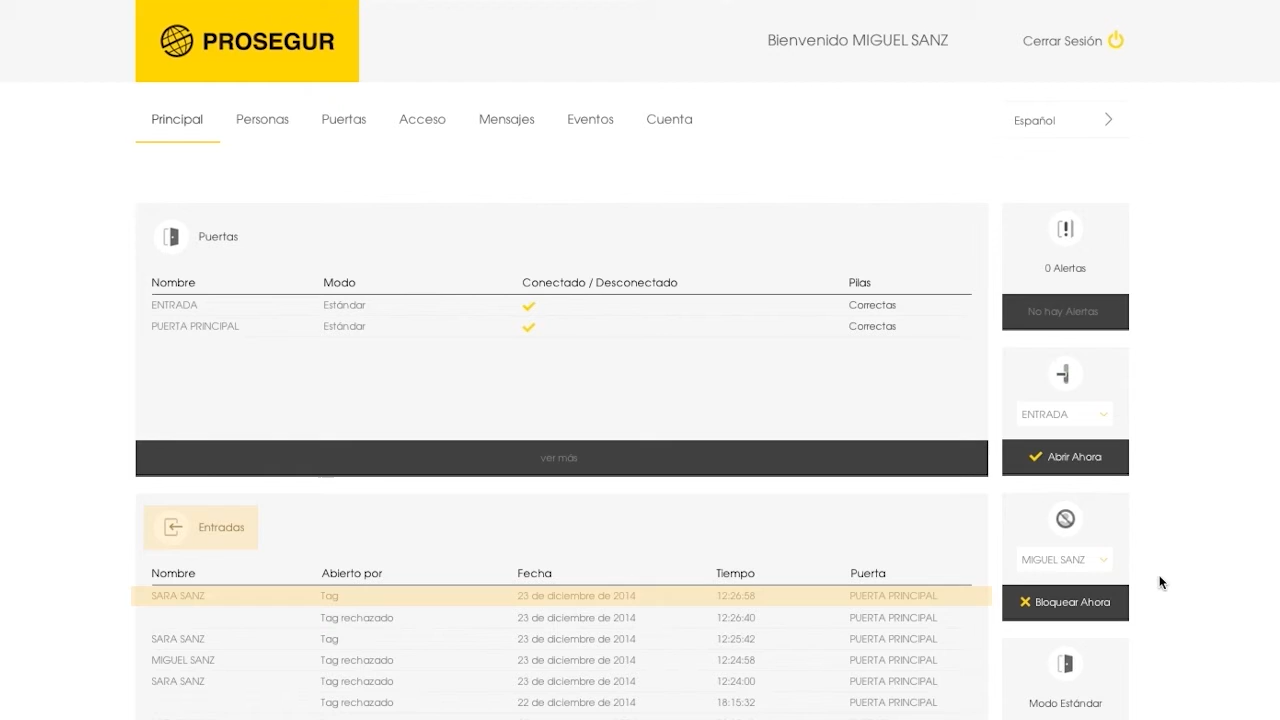 PROSEGUR
Bienvenido MIGUEL SANZ
Cerrar Sesión
Principal Personas Puertas Acceso Mensajes Eventos Cuenta
Español
Puertas
Nombre Modo Conectado / Desconectado Pilas
ENTRADA Estándar Correctas
PUERTA PRINCIPAL Estándar Correctas
ver más
0 Alertas
No hay Alertas
ENTRADA
Abrir Ahora
Entradas
Nombre Abierto por Fecha Tiempo Puerta
SARA SANZ Tag 23 de diciembre de 2014 12:26:58 PUERTA PRINCIPAL
Tag rechazado 23 de diciembre de 2014 12:26:40 PUERTA PRINCIPAL
SARA SANZ Tag 23 de diciembre de 2014 12:25:42 PUERTA PRINCIPAL
MIGUEL SANZ Tag rechazado 23 de diciembre de 2014 12:24:58 PUERTA PRINCIPAL
SARA SANZ Tag rechazado 23 de diciembre de 2014 12:24:00 PUERTA PRINCIPAL
Tag rechazado 22 de diciembre de 2014 18:15:32 PUERTA PRINCIPAL
MIGUEL SANZ
Bloquear Ahora
Modo Estándar